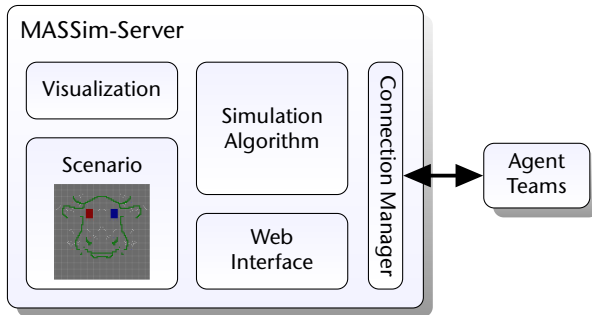 MASSim-Server
Visualization
Scenario
Simulation
Algorithm
Web
Interface
Connection Manager
Agent
Teams